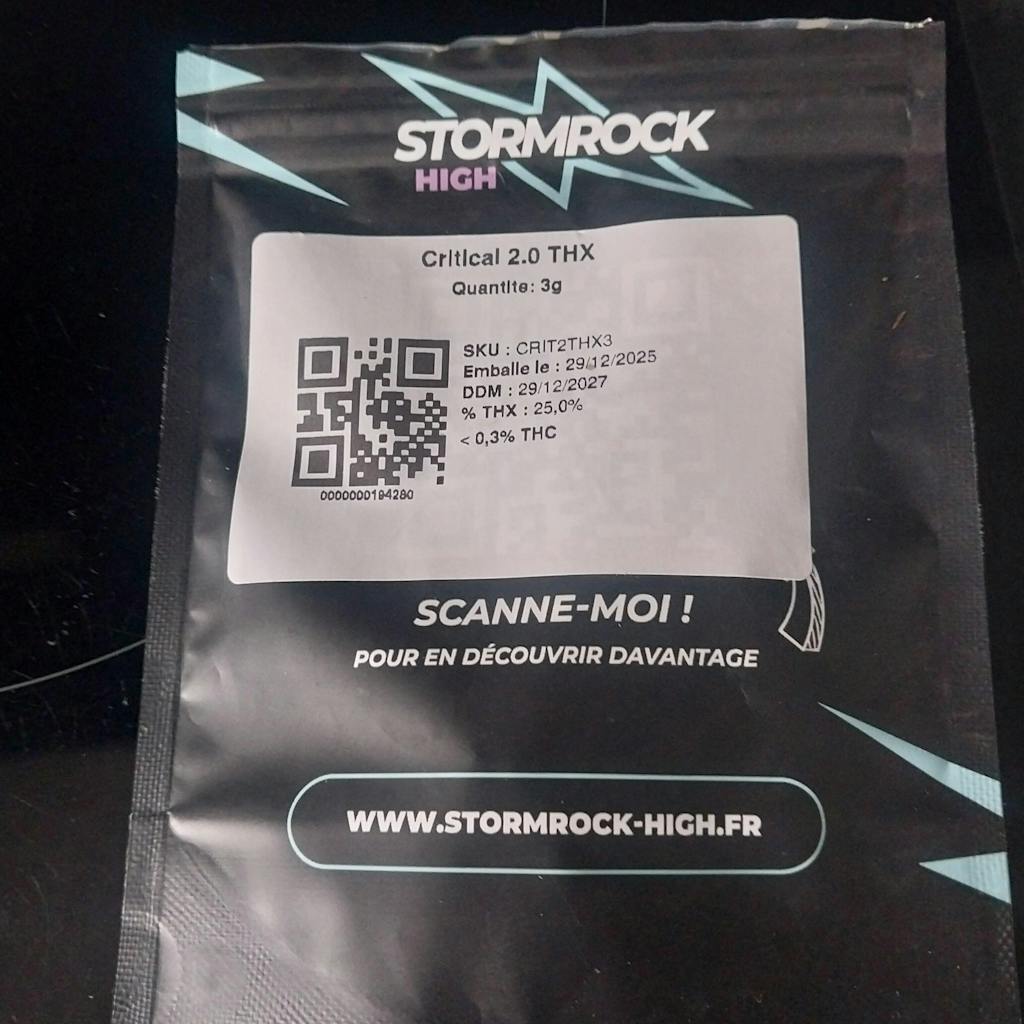 STORMROCK
HIGH
Critical 2.0 THX
Quantite: 3g
SKU : CRIT2THX3
Emballe le : 29/12/2025
DDM : 29/12/2027
% THX : 25,0%
< 0,3% THC
0000000194280
SCANNE-MOI !
POUR EN DÉCOUVRIR DAVANTAGE
WWW.STORMROCK-HIGH.FR